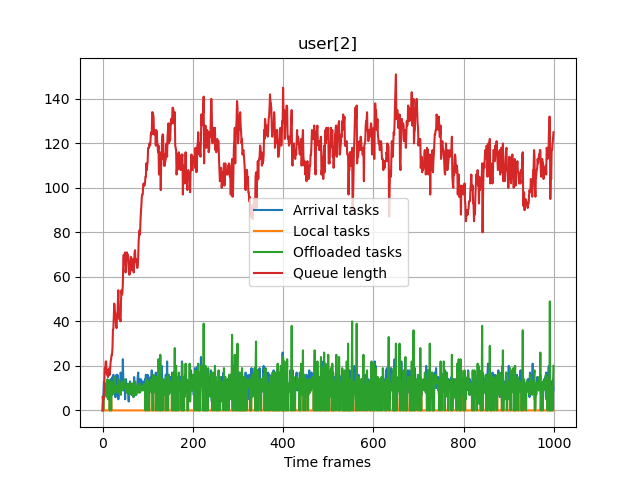 user[2]
140
120
100
80
60
40
20
0
Arrival tasks
Local tasks
Offloaded tasks
Queue length
0 200 400 600 800 1000
Time frames